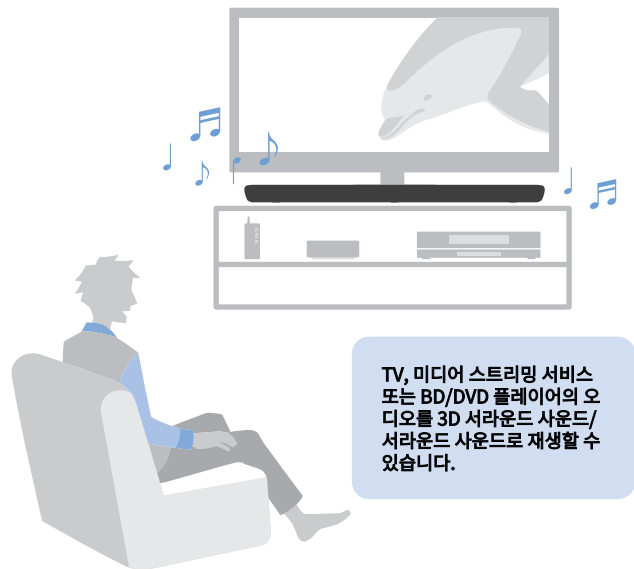 TV, 미디어 스트리밍 서비스
또는 BD/DVD 플레이어의 오
디오를 3D 서라운드 사운드/
서라운드 사운드로 재생할 수
있습니다.